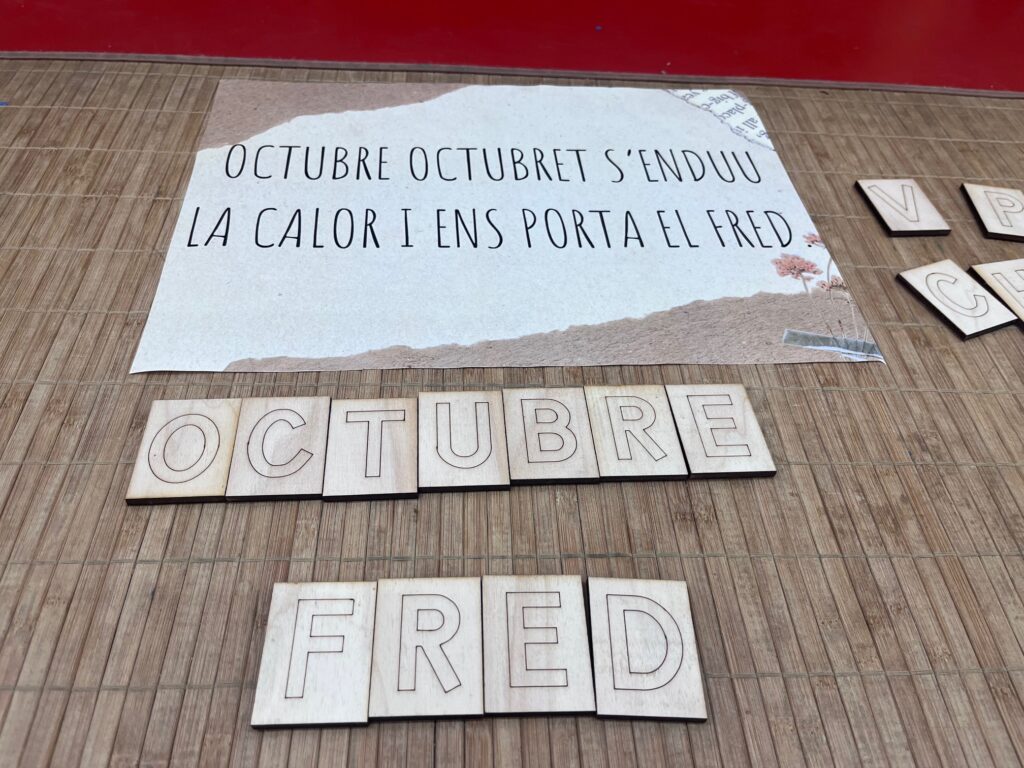 OCTUBRE OCTUBRET S'ENDUU
LA CALOR I ENS PORTA EL FRED.
V P
C
OCTUBRE
FRED